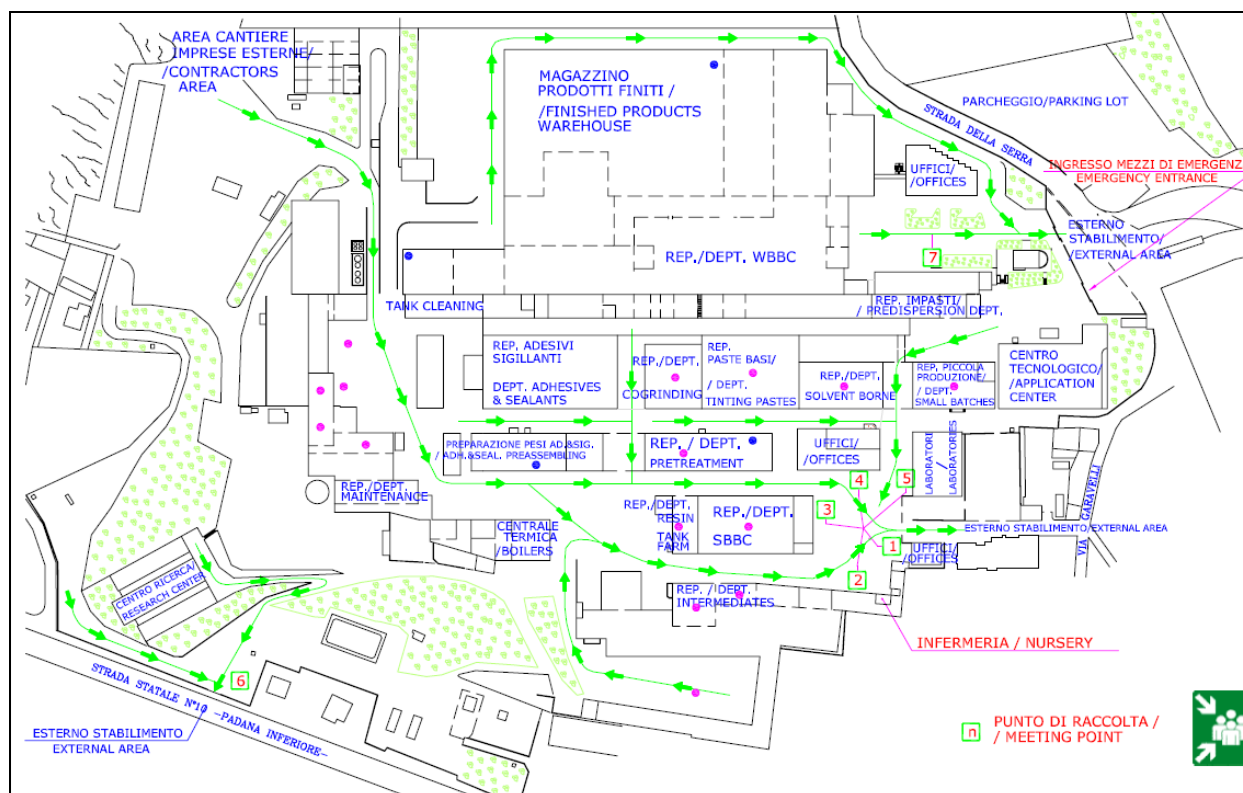 AREA CANTIERE
IMPRESE ESTERNE/
/CONTRACTORS
AREA
MAGAZZINO
PRODOTTI FINITI /
/FINISHED PRODUCTS
WAREHOUSE
PARCHEGGIO/PARKING LOT
STRADA DELLA SERRA
INGRESSO MEZZI DI EMERGENZ
EMERGENCY ENTRANCE
UFFICI/
/OFFICES
ESTERNO
STABILIMENTO/
/EXTERNAL AREA
7
REP./DEPT. WBBC
TANK CLEANING
REP. IMPASTI/
/ PREDISPERSION DEPT.
REP. ADESIVI
SIGILLANTI
DEPT. ADHESIVES
& SEALANTS
REP./DEPT.
COGRINDING
REP.
PASTE BASI/
/ DEPT.
TINTING PASTES
REP./DEPT.
SOLVENT BORNE
REP. PICCOLA
PRODUZIONE/
/ DEPT.
SMALL BATCHES
CENTRO
TECNOLOGICO/
/APPLICATION
CENTER
PREPARAZIONE PESI AD.&SIG.
/ ADH.&SEAL. PREASSEMBLING
REP. / DEPT.
PRETREATMENT
UFFICI/
/OFFICES
LABORATORI
/
LABORATORIES
VIA GARAVELLI
REP./DEPT.
MAINTENANCE
4
5
3
1
2
REP./DEPT.
RESIN
TANK
FARM
REP./DEPT.
SBBC
CENTRALE
TERMICA
/BOILERS
ESTERNO STABILIMENTO/EXTERNAL AREA
UFFICI/
/OFFICES
CENTRO RICERCA/
RESEARCH CENTER
REP. / DEPT.
INTERMEDIATES
INFERMERIA / NURSERY
6
STRADA STATALE N°10 -PADANA INFERIORE-
ESTERNO STABILIMENTO
EXTERNAL AREA
n
PUNTO DI RACCOLTA /
/ MEETING POINT